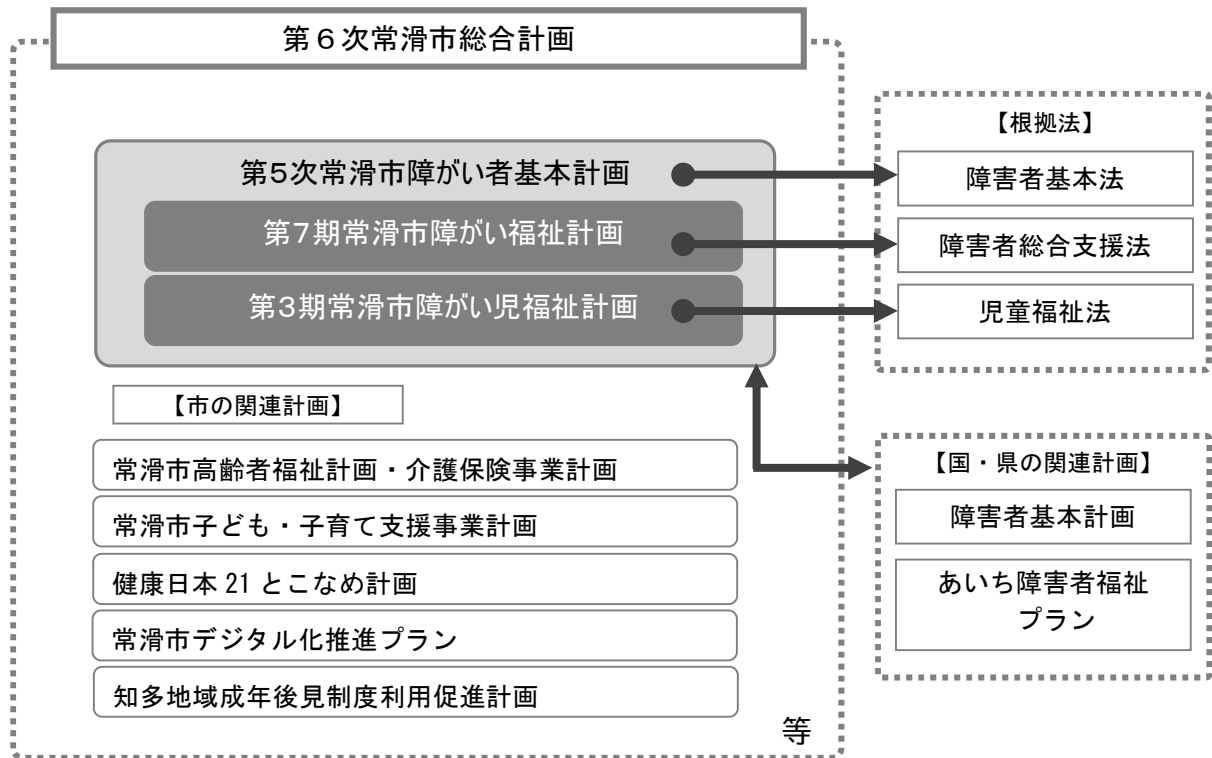 第６次常滑市総合計画
第5次常滑市障がい者基本計画
第7期常滑市障がい福祉計画
第3期常滑市障がい児福祉計画
【市の関連計画】
常滑市高齢者福祉計画・介護保険事業計画
常滑市子ども・子育て支援事業計画
健康日本 21 とこなめ計画
常滑市デジタル化推進プラン
知多地域成年後見制度利用促進計画
等
【根拠法】
障害者基本法
障害者総合支援法
児童福祉法
【国・県の関連計画】
障害者基本計画
あいち障害者福祉
プラン